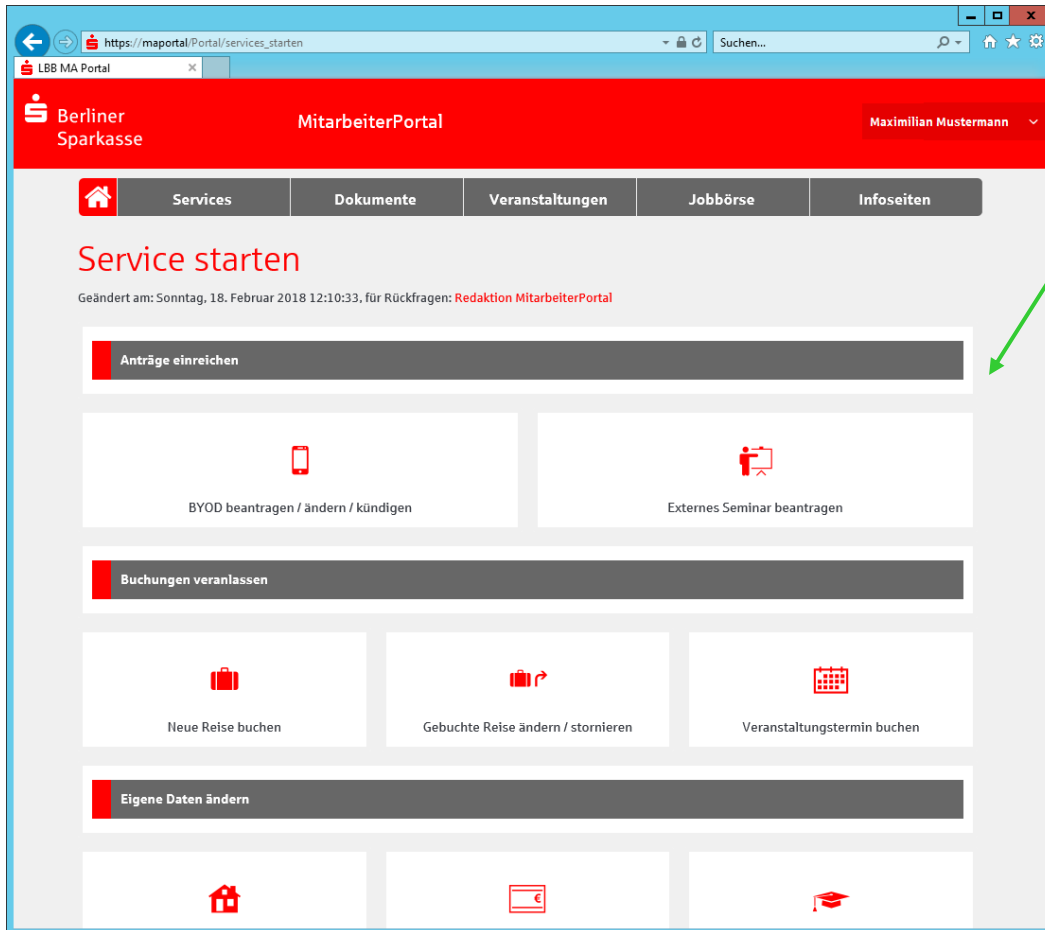 https://maportal/Portal/services_starten
Suchen...
LBB MA Portal
Berliner
Sparkasse
MitarbeiterPortal
Maximilian Mustermann
Services
Dokumente
Veranstaltungen
Jobbörse
Infoseiten
Service starten
Geändert am: Sonntag, 18. Februar 2018 12:10:33, für Rückfragen: Redaktion MitarbeiterPortal
Anträge einreichen
BYOD beantragen / ändern / kündigen
Externes Seminar beantragen
Buchungen veranlassen
Neue Reise buchen
Gebuchte Reise ändern / stornieren
Veranstaltungstermin buchen
Eigene Daten ändern
€